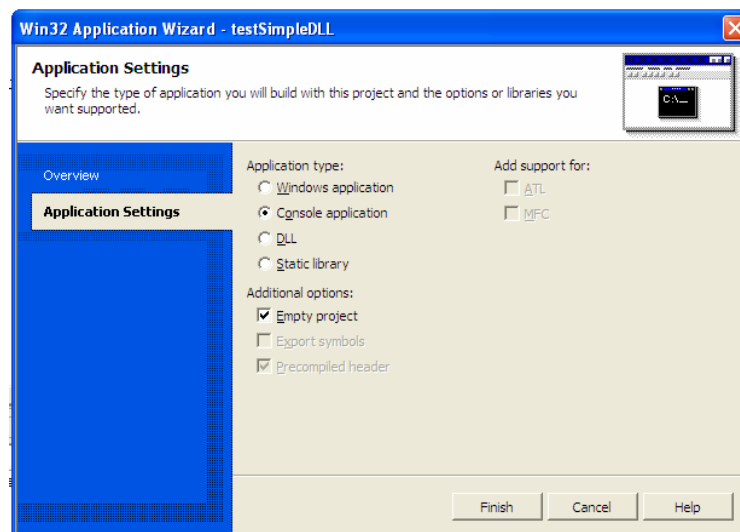 Win32 Application Wizard - testSimpleDLL
Application Settings
Specify the type of application you will build with this project and the options or libraries you
want supported.
C:\_
Overview
Application Settings
Application type:
Windows application
Console application
DLL
Static library
Additional options:
Empty project
Export symbols
Precompiled header
Add support for:
ATL
MFC
Finish
Cancel
Help